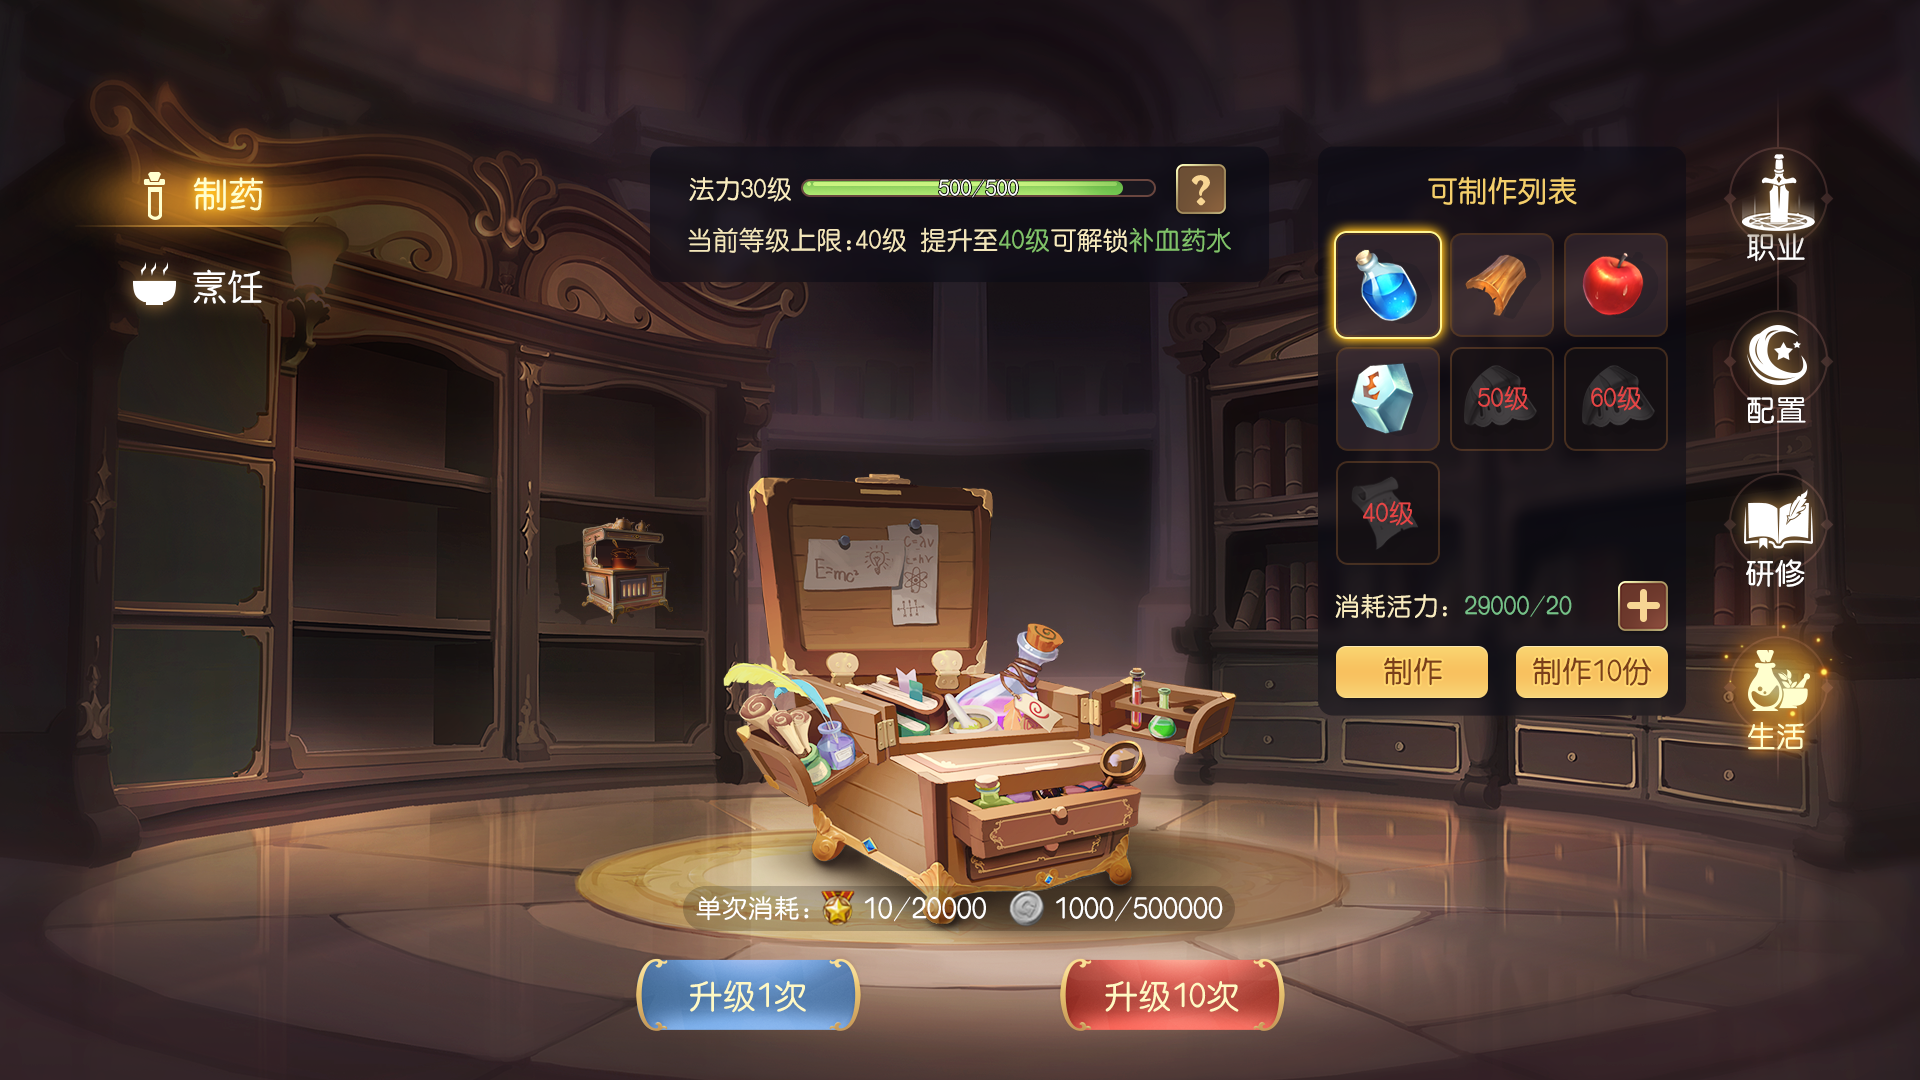 制药
烹饪
法力30级
500/500
?
当前等级上限:40级 提升至40级可解锁补血药水
可制作列表
50级
60级
40级
消耗活力: 29000/20
制作
制作10份
职业
配置
研修
生活
E=mc²
单次消耗: 10/20000 1000/500000
升级1次
升级10次